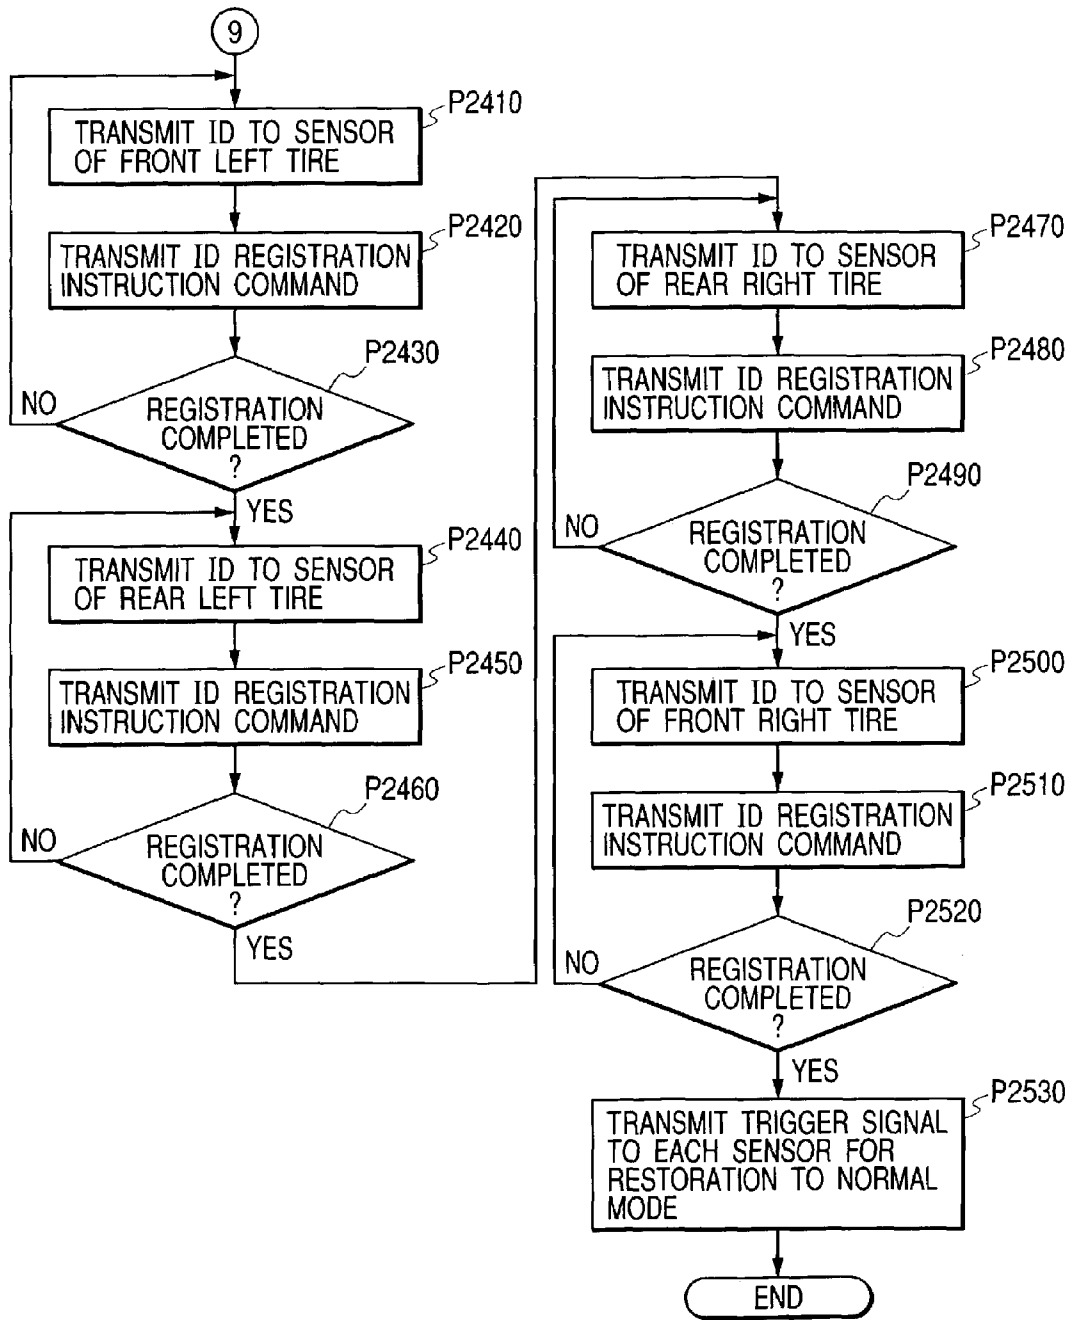 9
P2410
TRANSMIT ID TO SENSOR
OF FRONT LEFT TIRE
P2420
TRANSMIT ID REGISTRATION
INSTRUCTION COMMAND
P2430
NO
REGISTRATION
COMPLETED
?
YES
P2440
TRANSMIT ID TO SENSOR
OF REAR LEFT TIRE
P2450
TRANSMIT ID REGISTRATION
INSTRUCTION COMMAND
P2460
NO
REGISTRATION
COMPLETED
?
YES
P2470
TRANSMIT ID TO SENSOR
OF REAR RIGHT TIRE
P2480
TRANSMIT ID REGISTRATION
INSTRUCTION COMMAND
P2490
NO
REGISTRATION
COMPLETED
?
YES
P2500
TRANSMIT ID TO SENSOR
OF FRONT RIGHT TIRE
P2510
TRANSMIT ID REGISTRATION
INSTRUCTION COMMAND
P2520
NO
REGISTRATION
COMPLETED
?
YES
P2530
TRANSMIT TRIGGER SIGNAL
TO EACH SENSOR FOR
RESTORATION TO NORMAL
MODE
END